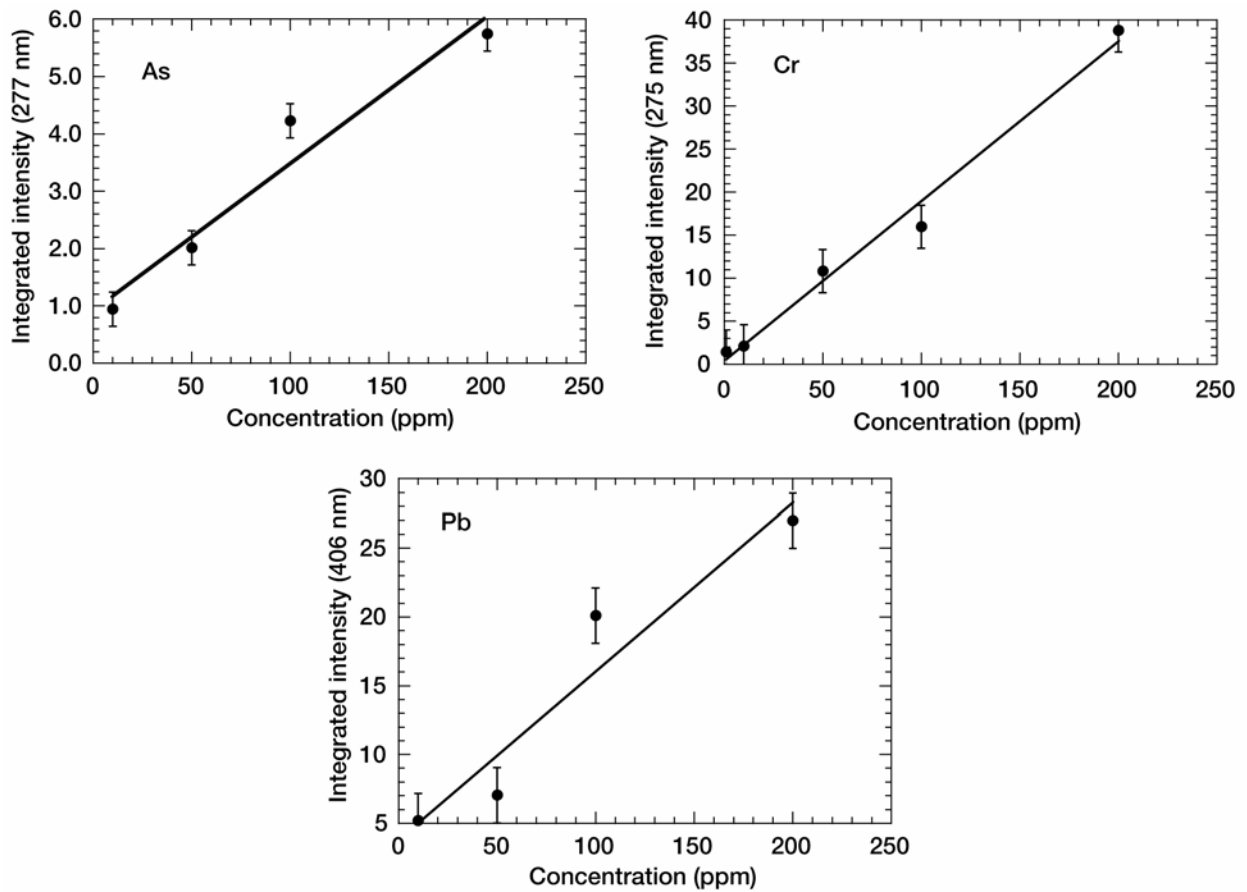 Integrated intensity (277 nm)
6.0
5.0
4.0
3.0
2.0
1.0
0.0
As
0 50 100 150 200 250
Concentration (ppm)
Integrated intensity (275 nm)
40
35
30
25
20
15
10
5
0
Cr
0 50 100 150 200 250
Concentration (ppm)
Integrated intensity (406 nm)
30
25
20
15
10
5
Pb
0 50 100 150 200 250
Concentration (ppm)